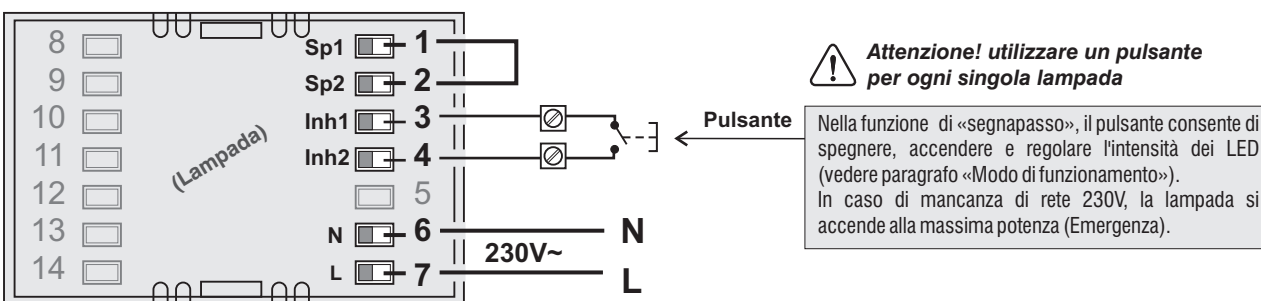 8
9
10
11
12
13
14
(Lampada)
Sp1 1
Sp2 2
Inh1 3
Inh2 4
5
N 6
L 7
230V~
N
L
Pulsante
Attenzione! utilizzare un pulsante
per ogni singola lampada
Nella funzione di «segnapasso», il pulsante consente di
spegnere, accendere e regolare l'intensità dei LED
(vedere paragrafo «Modo di funzionamento»).
In caso di mancanza di rete 230V, la lampada si
accende alla massima potenza (Emergenza).